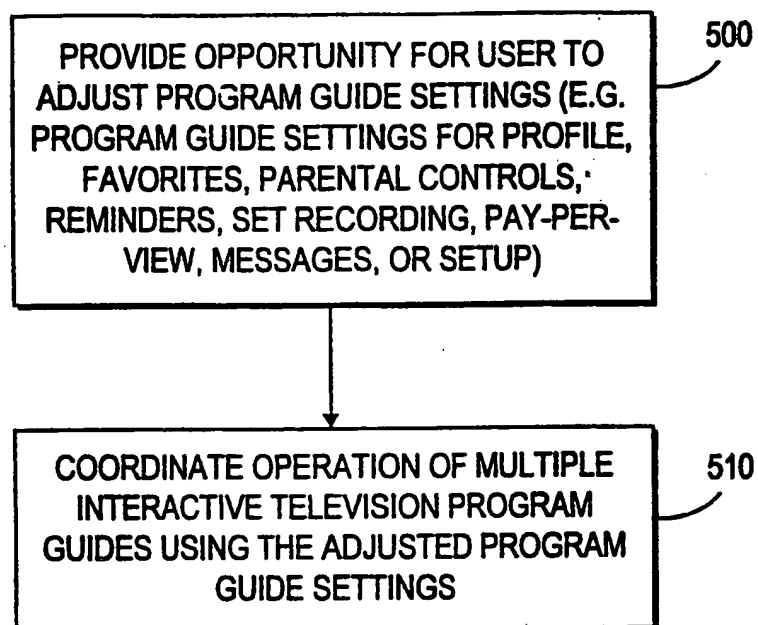 PROVIDE OPPORTUNITY FOR USER TO
ADJUST PROGRAM GUIDE SETTINGS (E.G.
PROGRAM GUIDE SETTINGS FOR PROFILE,
FAVORITES, PARENTAL CONTROLS,
REMINDERS, SET RECORDING, PAY-PER-
VIEW, MESSAGES, OR SETUP)
500
COORDINATE OPERATION OF MULTIPLE
INTERACTIVE TELEVISION PROGRAM
GUIDES USING THE ADJUSTED PROGRAM
GUIDE SETTINGS
510